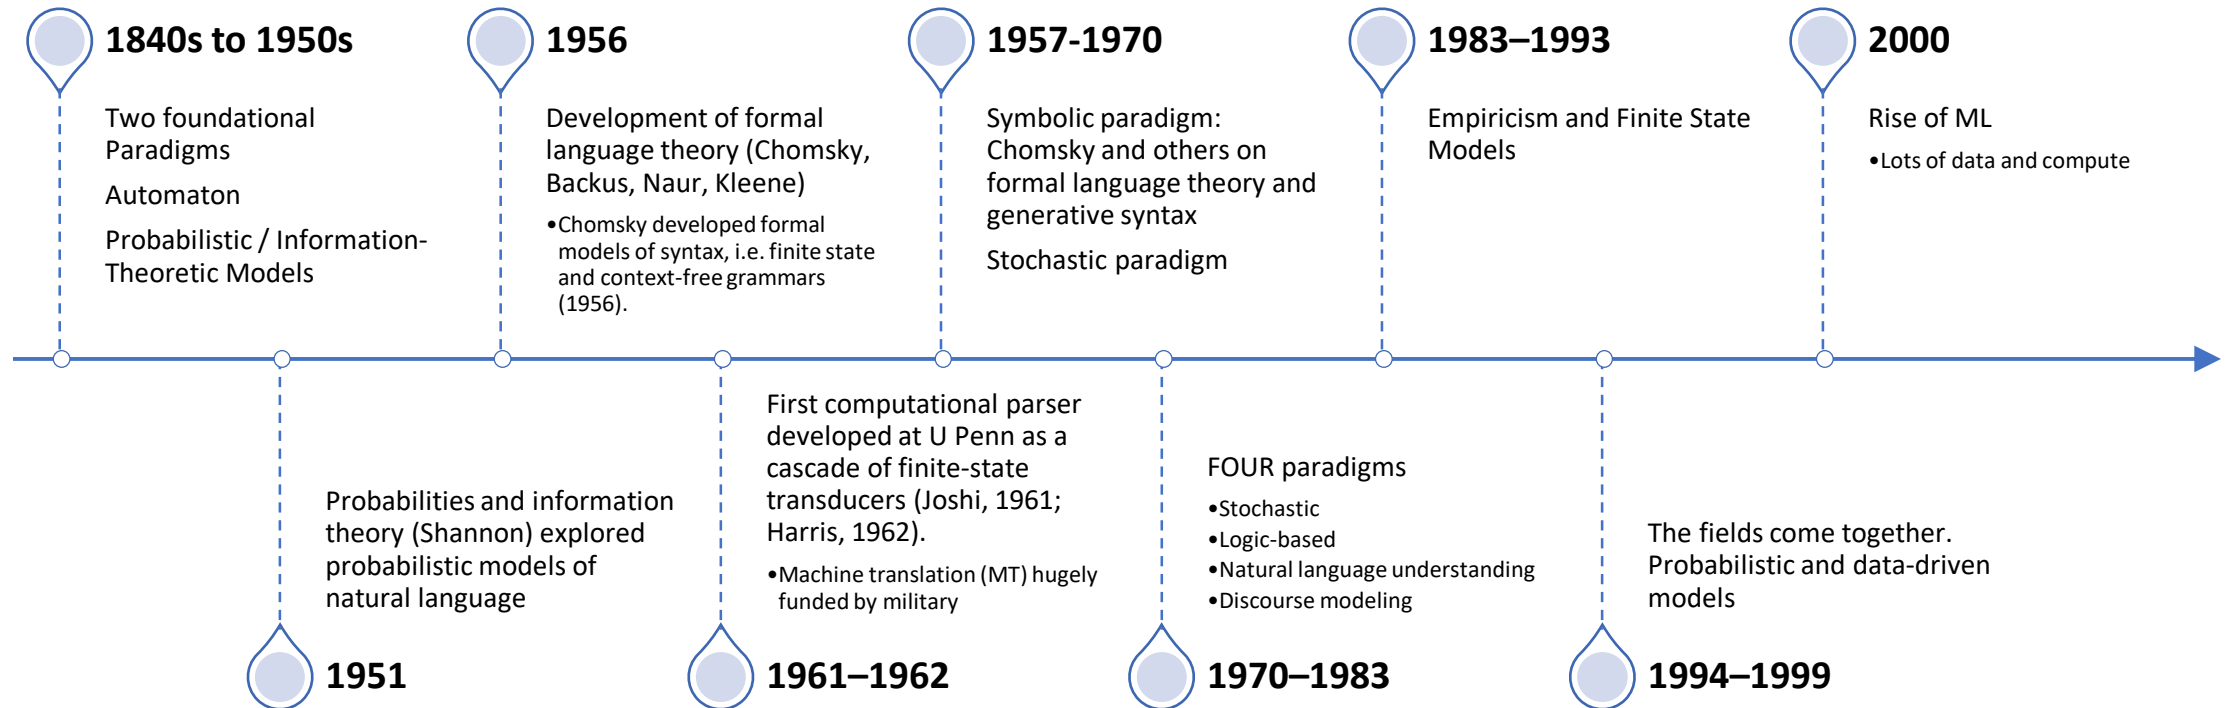 1840s to 1950s
Two foundational
Paradigms
Automaton
Probabilistic / Information-
Theoretic Models
1951
Probabilities and information
theory (Shannon) explored
probabilistic models of
natural language
1956
Development of formal
language theory (Chomsky,
Backus, Naur, Kleene)
•Chomsky developed formal
models of syntax, i.e. finite state
and context-free grammars
(1956).
1961–1962
First computational parser
developed at U Penn as a
cascade of finite-state
transducers (Joshi, 1961;
Harris, 1962).
•Machine translation (MT) hugely
funded by military
1957-1970
Symbolic paradigm:
Chomsky and others on
formal language theory and
generative syntax
Stochastic paradigm
1970–1983
FOUR paradigms
•Stochastic
•Logic-based
•Natural language understanding
•Discourse modeling
1983–1993
Empiricism and Finite State
Models
1994–1999
The fields come together.
Probabilistic and data-driven
models
2000
Rise of ML
•Lots of data and compute